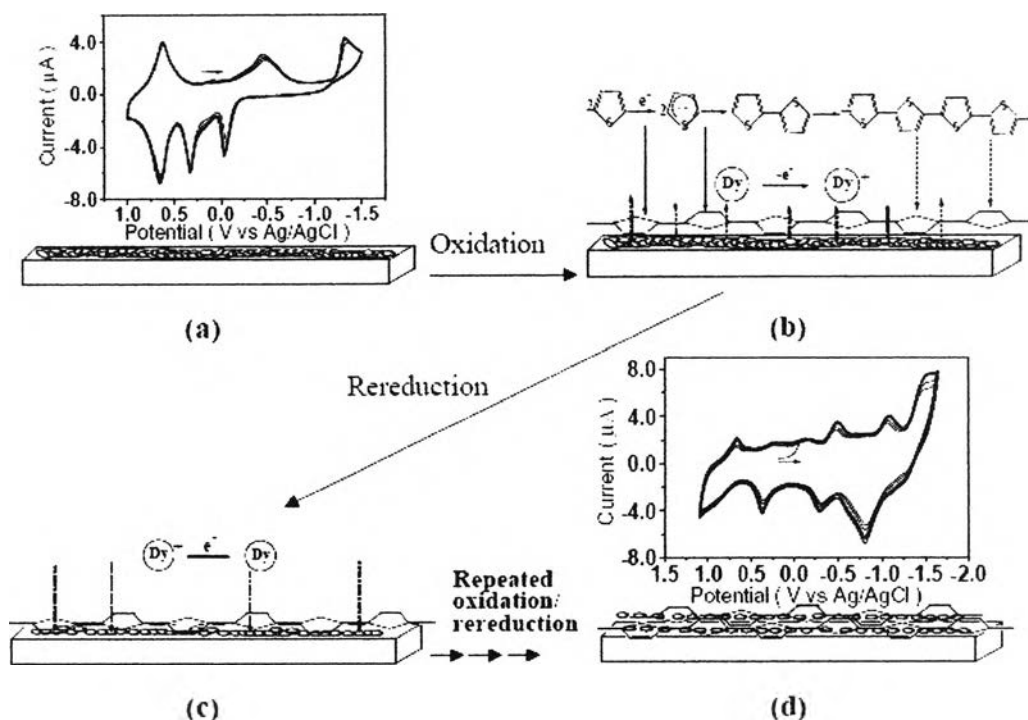 4.0
0.0
-4.0
-8.0
Current ( μA)
1.0 0.5 0.0 -0.5 -1.0 -1.5
Potential ( V vs Ag/AgCl)
(a)
Oxidation
2 S e⁻ 2 S S S S S S S
Dy -e⁻ Dy⁺
(b)
Rereduction
Dy⁺ e⁻ Dy
(c)
Repeated
oxidation/
rereduction
8.0
4.0
0.0
-4.0
-8.0
Current ( μA)
1.5 1.0 0.5 0.0 -0.5 -1.0 -1.5 -2.0
Potential ( V vs Ag/AgCl)
(d)